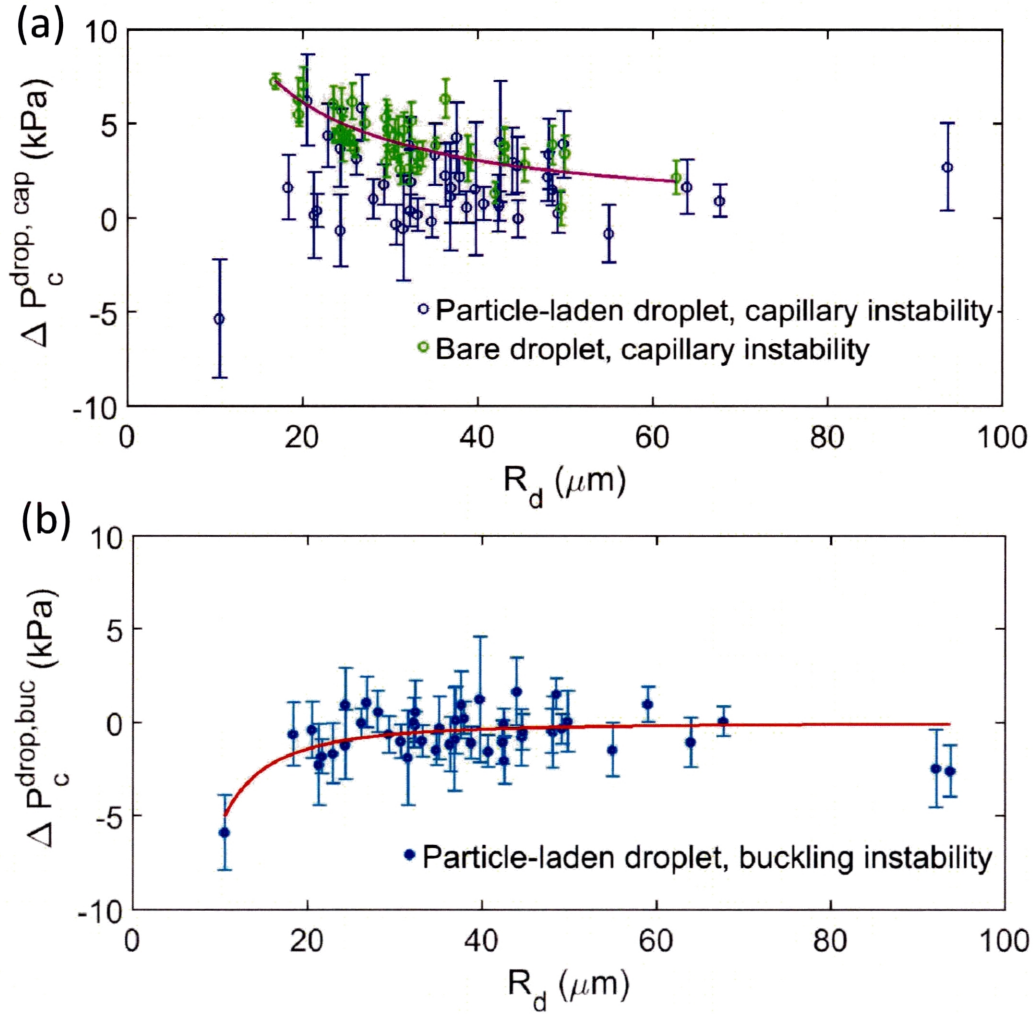 (a)
10
5
0
-5
-10
Δ P_c^{drop, cap} (kPa)
Particle-laden droplet, capillary instability
Bare droplet, capillary instability
0 20 40 60 80 100
R_d (μm)
(b)
10
5
0
-5
-10
Δ P_c^{drop,buc} (kPa)
Particle-laden droplet, buckling instability
0 20 40 60 80 100
R_d (μm)